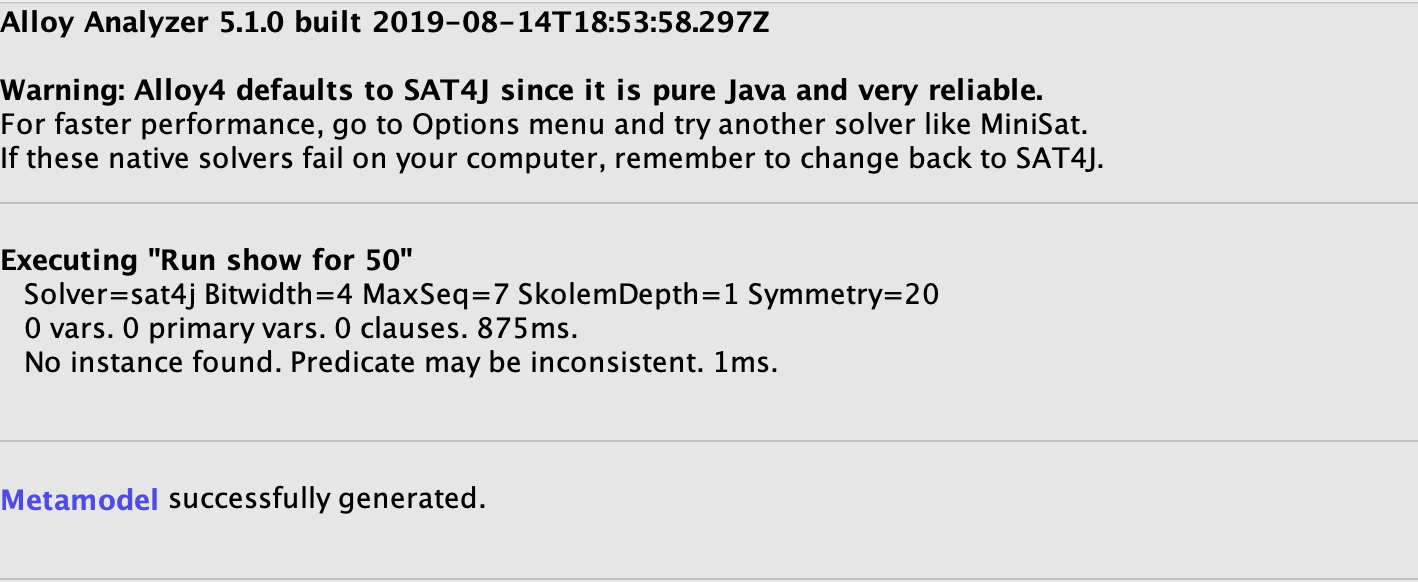 Alloy Analyzer 5.1.0 built 2019-08-14T18:53:58.297Z
Warning: Alloy4 defaults to SAT4J since it is pure Java and very reliable.
For faster performance, go to Options menu and try another solver like MiniSat.
If these native solvers fail on your computer, remember to change back to SAT4J.
Executing "Run show for 50"
Solver=sat4j Bitwidth=4 MaxSeq=7 SkolemDepth=1 Symmetry=20
0 vars. 0 primary vars. 0 clauses. 875ms.
No instance found. Predicate may be inconsistent. 1ms.
Metamodel successfully generated.